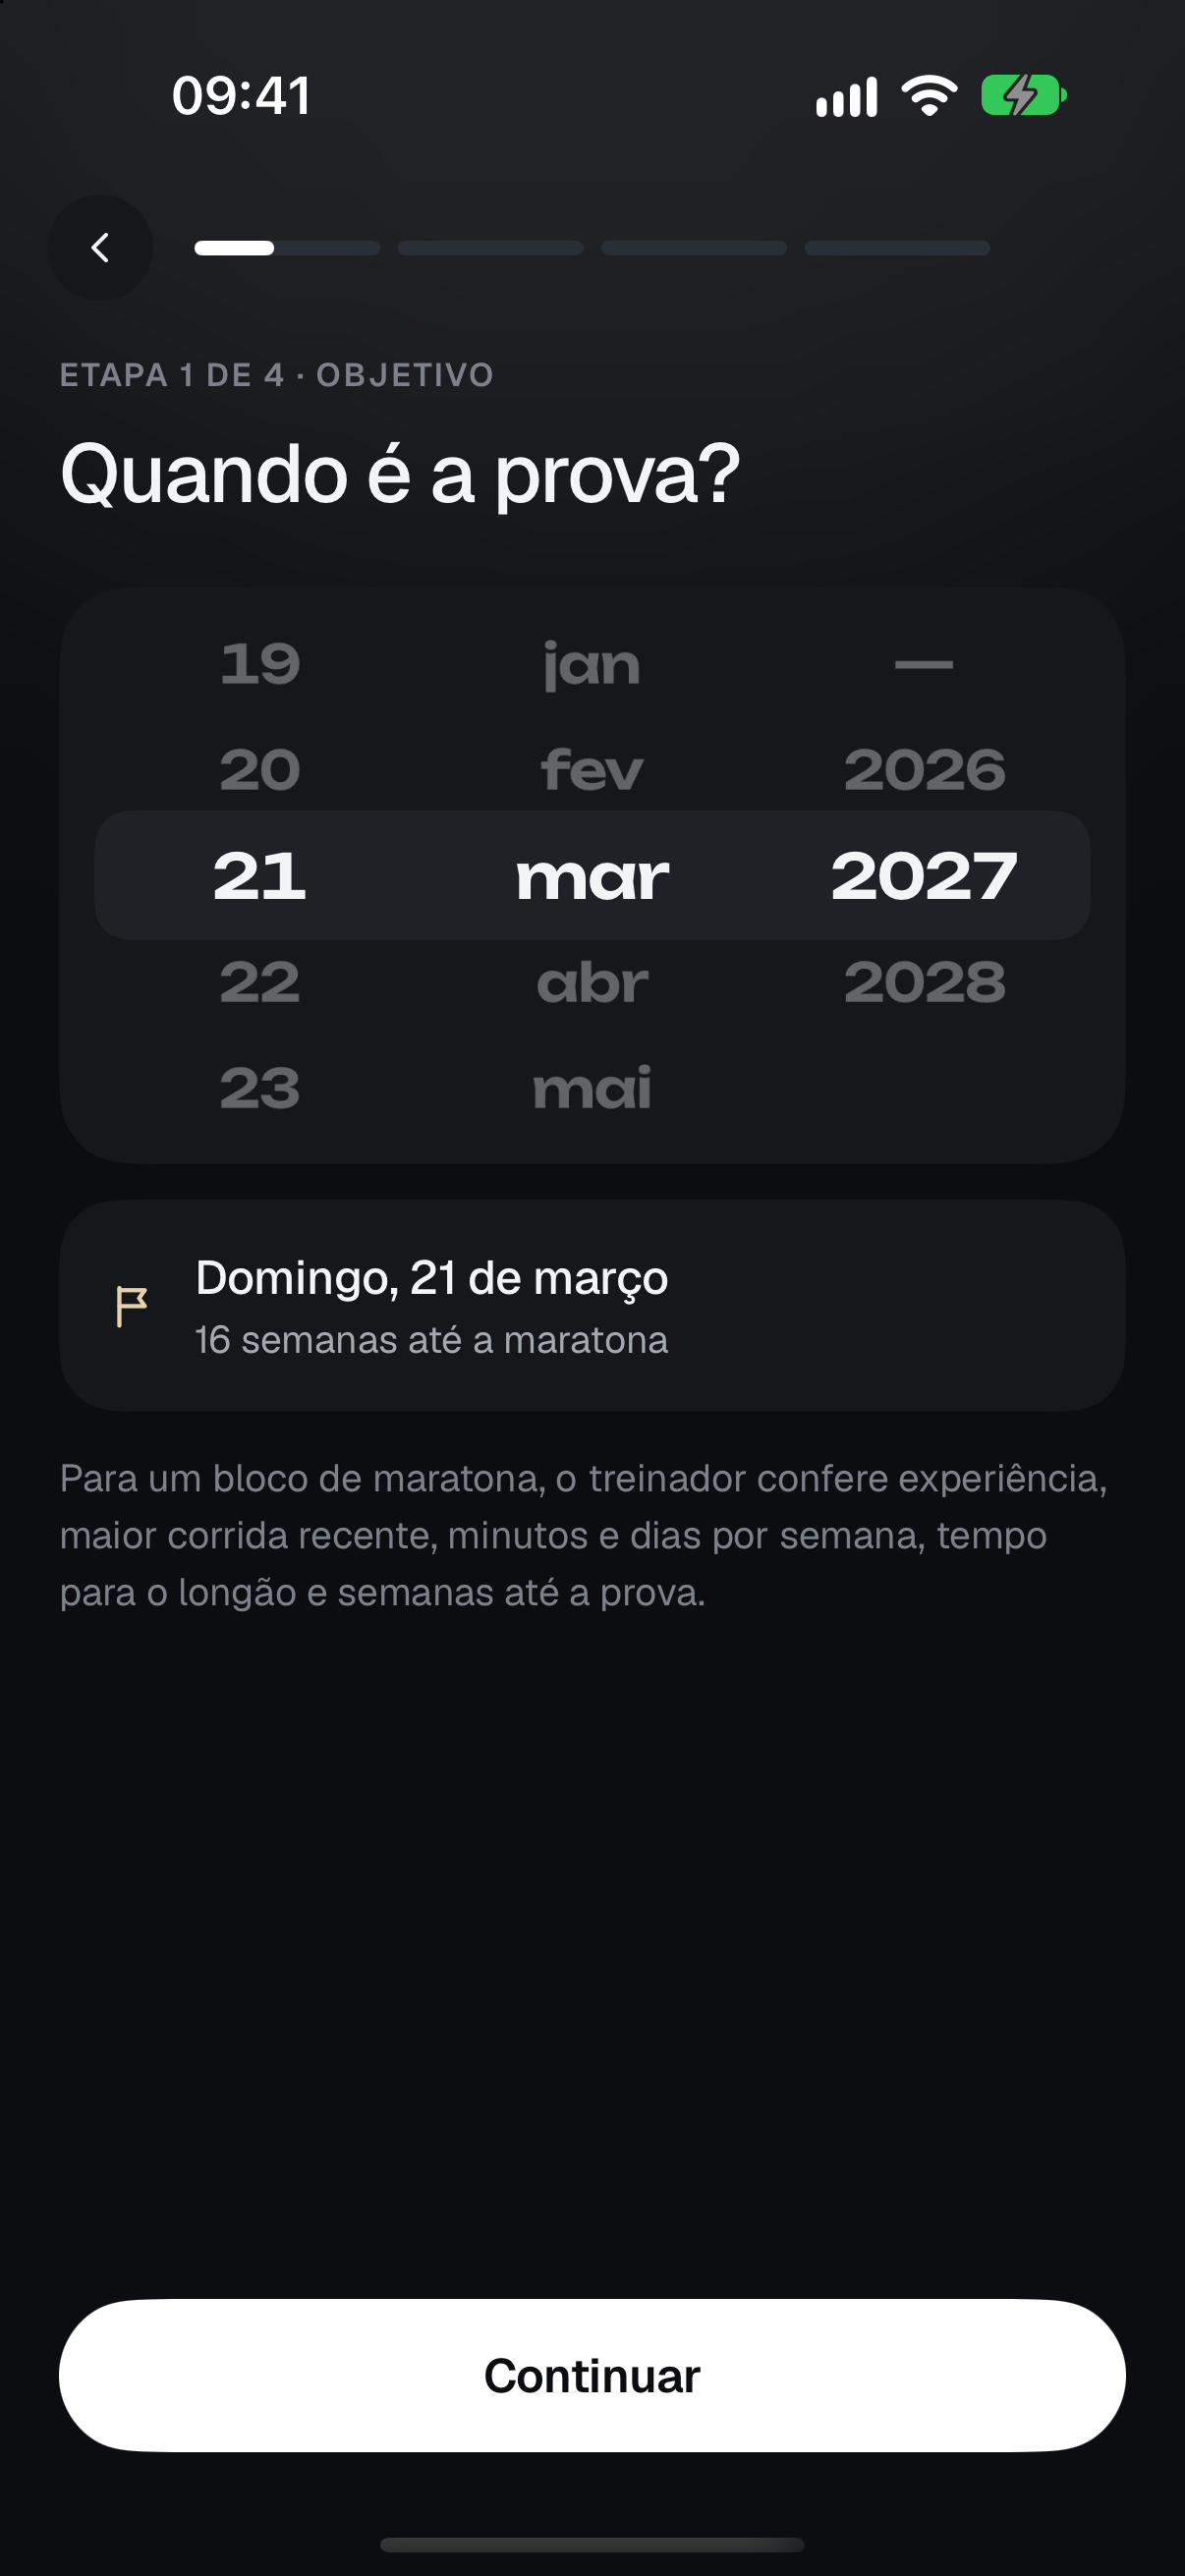 09:41
ETAPA 1 DE 4 · OBJETIVO
Quando é a prova?
19 jan —
20 fev 2026
21 mar 2027
22 abr 2028
23 mai
Domingo, 21 de março
16 semanas até a maratona
Para um bloco de maratona, o treinador confere experiência,
maior corrida recente, minutos e dias por semana, tempo
para o longão e semanas até a prova.
Continuar